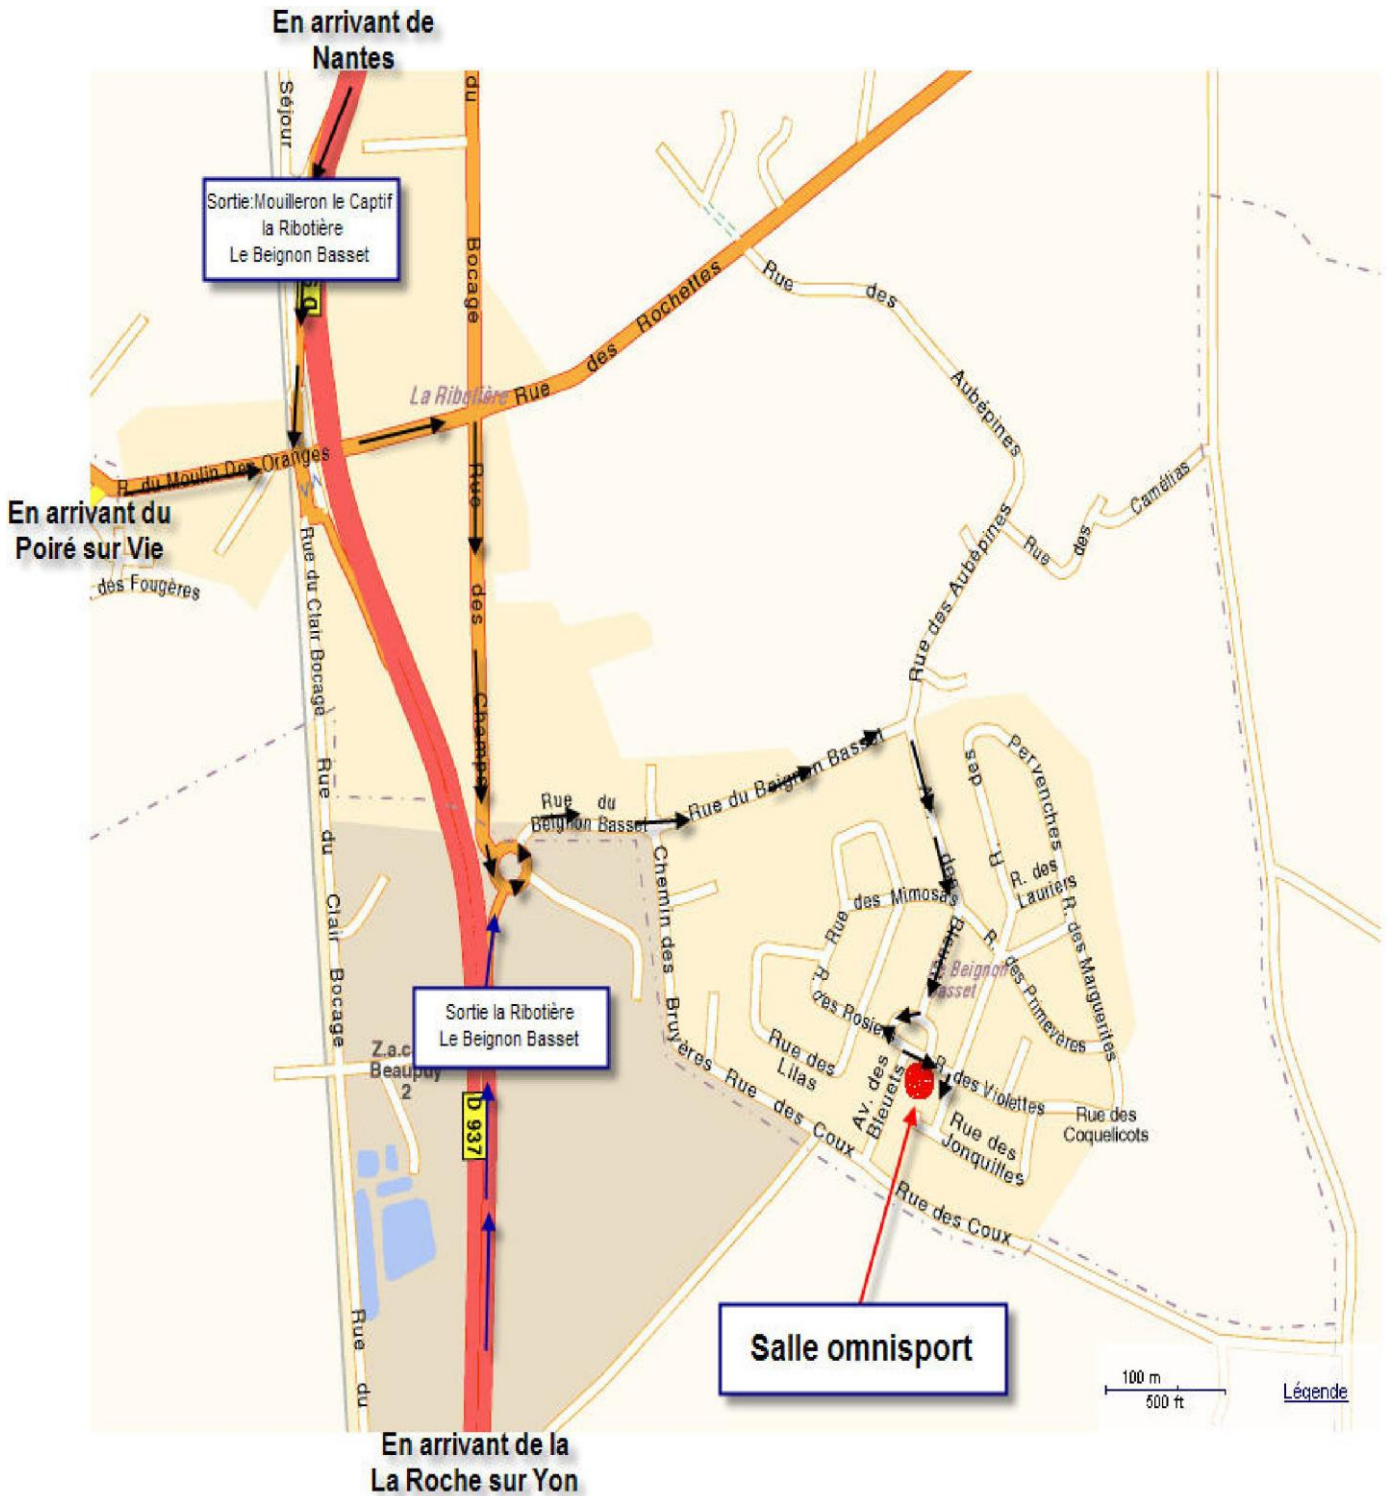 En arrivant de
Nantes
Séjour
du
Bocage
Sortie:Mouilleron le Captif
la Ribotière
Le Beignon Basset
Rue des Rochettes
La Ribotière
Rue des Aubépines
R. du Moulin Des Oranges
En arrivant du
Poiré sur Vie
des Fougères
Rue des Camélias
Rue des Aubépines
Rue du Clair Bocage
Rue des Champs
Rue du
Beignon Basset
Rue du Beignon Basset
Rue du Clair Bocage
Chemin des Bruyères
des Bleuets
R. des
Pervenches
R. des
Lauriers
R. des Marguerites
Rue des Mimosas
R. des Primevères
Beignon
Basset
R. des Rosie
Rue des
Lilas
Av. des
Bleuets
R. des Violettes
Rue des
Coquelicots
Rue des
Jonquilles
Rue des Coux
Rue des Coux
Sortie la Ribotière
Le Beignon Basset
Z.a.c
Beaupuy
2
D 937
Rue du
Salle omnisport
100 m
500 ft
Légende
En arrivant de la
La Roche sur Yon